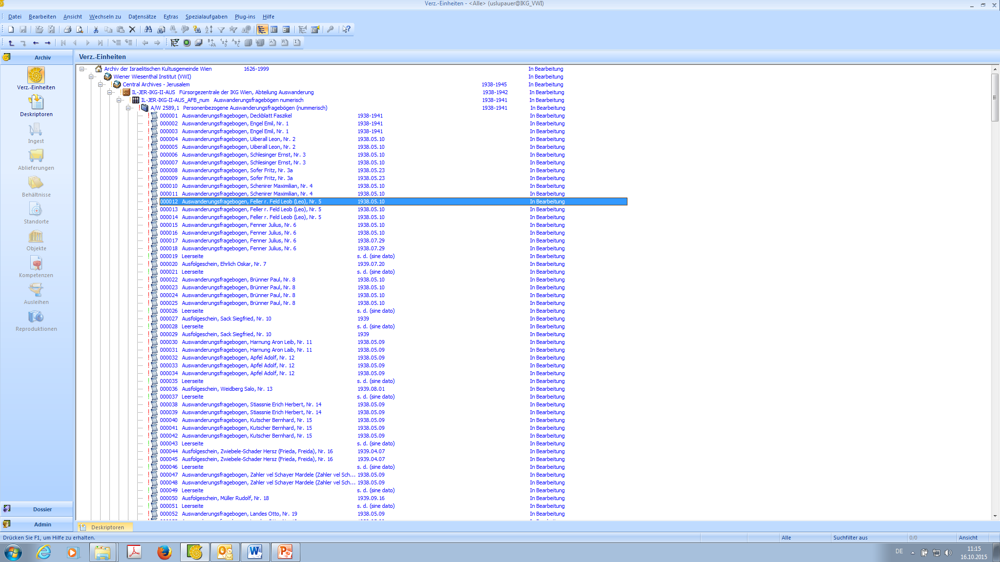 Verz.-Einheiten - <Alle> (uslupauer@IKG_VWI)
Datei Bearbeiten Ansicht Wechseln zu Datensätze Extras Spezialaufgaben Plug-ins Hilfe
Archiv
Verz.-Einheiten
Deskriptoren
Ingest
Ablieferungen
Behältnisse
Standorte
Objekte
Kompetenzen
Ausleihen
Reproduktionen
Dossier
Admin
Verz.-Einheiten
Archiv der Israelitischen Kultusgemeinde Wien 1626-1999 In Bearbeitung
Wiener Wiesenthal Institut (VWI) In Bearbeitung
Central Archives - Jerusalem 1938-1945 In Bearbeitung
IL-JER-IKG-II-AUS Fürsorgezentrale der IKG Wien, Abteilung Auswanderung 1938-1942 In Bearbeitung
IL-JER-IKG-II-AUS_AFB_num Auswanderungsfragebögen numerisch 1938-1941 In Bearbeitung
A/W 2589,1 Personenbezogene Auswanderungsfragebögen (nummerisch) 1938-1941 In Bearbeitung
000001 Auswanderungsfragebogen, Deckblatt Faszikel 1938-1941 In Bearbeitung
000002 Auswanderungsfragebogen, Engel Emil, Nr. 1 1938-1941 In Bearbeitung
000003 Auswanderungsfragebogen, Engel Emil, Nr. 1 1938-1941 In Bearbeitung
000004 Auswanderungsfragebogen, Uiberall Leon, Nr. 2 1938.05.10 In Bearbeitung
000005 Auswanderungsfragebogen, Uiberall Leon, Nr. 2 1938.05.10 In Bearbeitung
000006 Auswanderungsfragebogen, Schlesinger Ernst, Nr. 3 1938.05.10 In Bearbeitung
000007 Auswanderungsfragebogen, Schlesinger Ernst, Nr. 3 1938.05.10 In Bearbeitung
000008 Auswanderungsfragebogen, Sofer Fritz, Nr. 3a 1938.05.23 In Bearbeitung
000009 Auswanderungsfragebogen, Sofer Fritz, Nr. 3a 1938.05.23 In Bearbeitung
000010 Auswanderungsfragebogen, Schenirer Maximilian, Nr. 4 1938.05.10 In Bearbeitung
000011 Auswanderungsfragebogen, Schenirer Maximilian, Nr. 4 1938.05.10 In Bearbeitung
000012 Auswanderungsfragebogen, Feller r. Feld Leob (Leo), Nr. 5 1938.05.10 In Bearbeitung
000013 Auswanderungsfragebogen, Feller r. Feld Leob (Leo), Nr. 5 1938.05.10 In Bearbeitung
000014 Auswanderungsfragebogen, Feller r. Feld Leob (Leo), Nr. 5 1938.05.10 In Bearbeitung
000015 Auswanderungsfragebogen, Fenner Julius, Nr. 6 1938.05.10 In Bearbeitung
000016 Auswanderungsfragebogen, Fenner Julius, Nr. 6 1938.05.10 In Bearbeitung
000017 Auswanderungsfragebogen, Fenner Julius, Nr. 6 1938.07.29 In Bearbeitung
000018 Auswanderungsfragebogen, Fenner Julius, Nr. 6 1938.07.29 In Bearbeitung
000019 Leerseite s. d. (sine dato) In Bearbeitung
000020 Ausfolgeschein, Ehrlich Oskar, Nr. 7 1939.07.20 In Bearbeitung
000021 Leerseite s. d. (sine dato) In Bearbeitung
000022 Auswanderungsfragebogen, Brünner Paul, Nr. 8 1938.05.10 In Bearbeitung
000023 Auswanderungsfragebogen, Brünner Paul, Nr. 8 1938.05.10 In Bearbeitung
000024 Auswanderungsfragebogen, Brünner Paul, Nr. 8 1938.05.10 In Bearbeitung
000025 Auswanderungsfragebogen, Brünner Paul, Nr. 8 1938.05.10 In Bearbeitung
000026 Leerseite s. d. (sine dato) In Bearbeitung
000027 Ausfolgeschein, Sack Siegfried, Nr. 10 1939 In Bearbeitung
000028 Leerseite s. d. (sine dato) In Bearbeitung
000029 Ausfolgeschein, Sack Siegfried, Nr. 10 1939 In Bearbeitung
000030 Auswanderungsfragebogen, Harnung Aron Leib, Nr. 11 1938.05.09 In Bearbeitung
000031 Auswanderungsfragebogen, Harnung Aron Laib, Nr. 11 1938.05.09 In Bearbeitung
000032 Auswanderungsfragebogen, Apfel Adolf, Nr. 12 1938.05.09 In Bearbeitung
000033 Auswanderungsfragebogen, Apfel Adolf, Nr. 12 1938.05.09 In Bearbeitung
000034 Auswanderungsfragebogen, Apfel Adolf, Nr. 12 1938.05.09 In Bearbeitung
000035 Leerseite s. d. (sine dato) In Bearbeitung
000036 Ausfolgeschein, Weidberg Salo, Nr. 13 1939.08.01 In Bearbeitung
000037 Leerseite s. d. (sine dato) In Bearbeitung
000038 Auswanderungsfragebogen, Stiassnie Erich Herbert, Nr. 14 1938.05.09 In Bearbeitung
000039 Auswanderungsfragebogen, Stiassnie Erich Herbert, Nr. 14 1938.05.09 In Bearbeitung
000040 Auswanderungsfragebogen, Kutscher Bernhard, Nr. 15 1938.05.09 In Bearbeitung
000041 Auswanderungsfragebogen, Kutscher Bernhard, Nr. 15 1938.05.09 In Bearbeitung
000042 Auswanderungsfragebogen, Kutscher Bernhard, Nr. 15 1938.05.09 In Bearbeitung
000043 Leerseite s. d. (sine dato) In Bearbeitung
000044 Ausfolgeschein, Zwiebele-Schader Hersz (Frieda, Freida), Nr. 16 1939.04.07 In Bearbeitung
000045 Ausfolgeschein, Zwiebele-Schader Hersz (Frieda, Freida), Nr. 16 1939.04.07 In Bearbeitung
000046 Leerseite s. d. (sine dato) In Bearbeitung
000047 Auswanderungsfragebogen, Zahler vel Schayer Mardele (Zahler vel Sch... 1938.05.09 In Bearbeitung
000048 Auswanderungsfragebogen, Zahler vel Schayer Mardele (Zahler vel Sch... 1938.05.09 In Bearbeitung
000049 Leerseite s. d. (sine dato) In Bearbeitung
000050 Ausfolgeschein, Müller Rudolf, Nr. 18 1939.09.16 In Bearbeitung
000051 Leerseite s. d. (sine dato) In Bearbeitung
000052 Auswanderungsfragebogen, Landes Otto, Nr. 19 1938.05.09 In Bearbeitung
Deskriptoren
Drücken Sie F1, um Hilfe zu erhalten. Alle Suchfilter aus 0/0 Ansicht
DE 11:15
16.10.2015